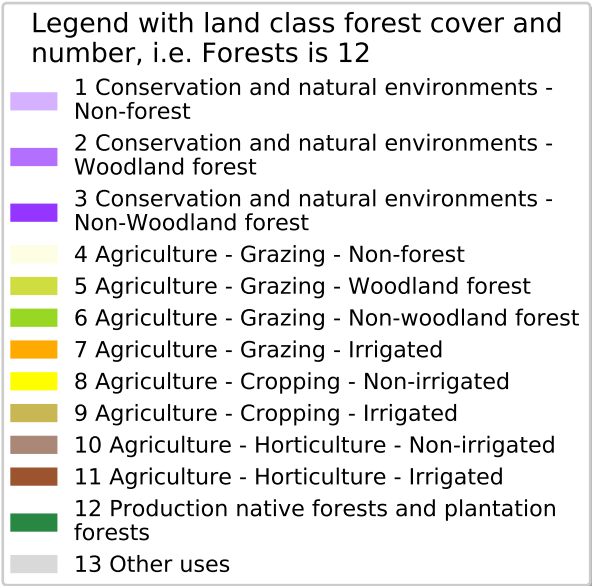 Legend with land class forest cover and
number, i.e. Forests is 12
1 Conservation and natural environments -
Non-forest
2 Conservation and natural environments -
Woodland forest
3 Conservation and natural environments -
Non-Woodland forest
4 Agriculture - Grazing - Non-forest
5 Agriculture - Grazing - Woodland forest
6 Agriculture - Grazing - Non-woodland forest
7 Agriculture - Grazing - Irrigated
8 Agriculture - Cropping - Non-irrigated
9 Agriculture - Cropping - Irrigated
10 Agriculture - Horticulture - Non-irrigated
11 Agriculture - Horticulture - Irrigated
12 Production native forests and plantation
forests
13 Other uses